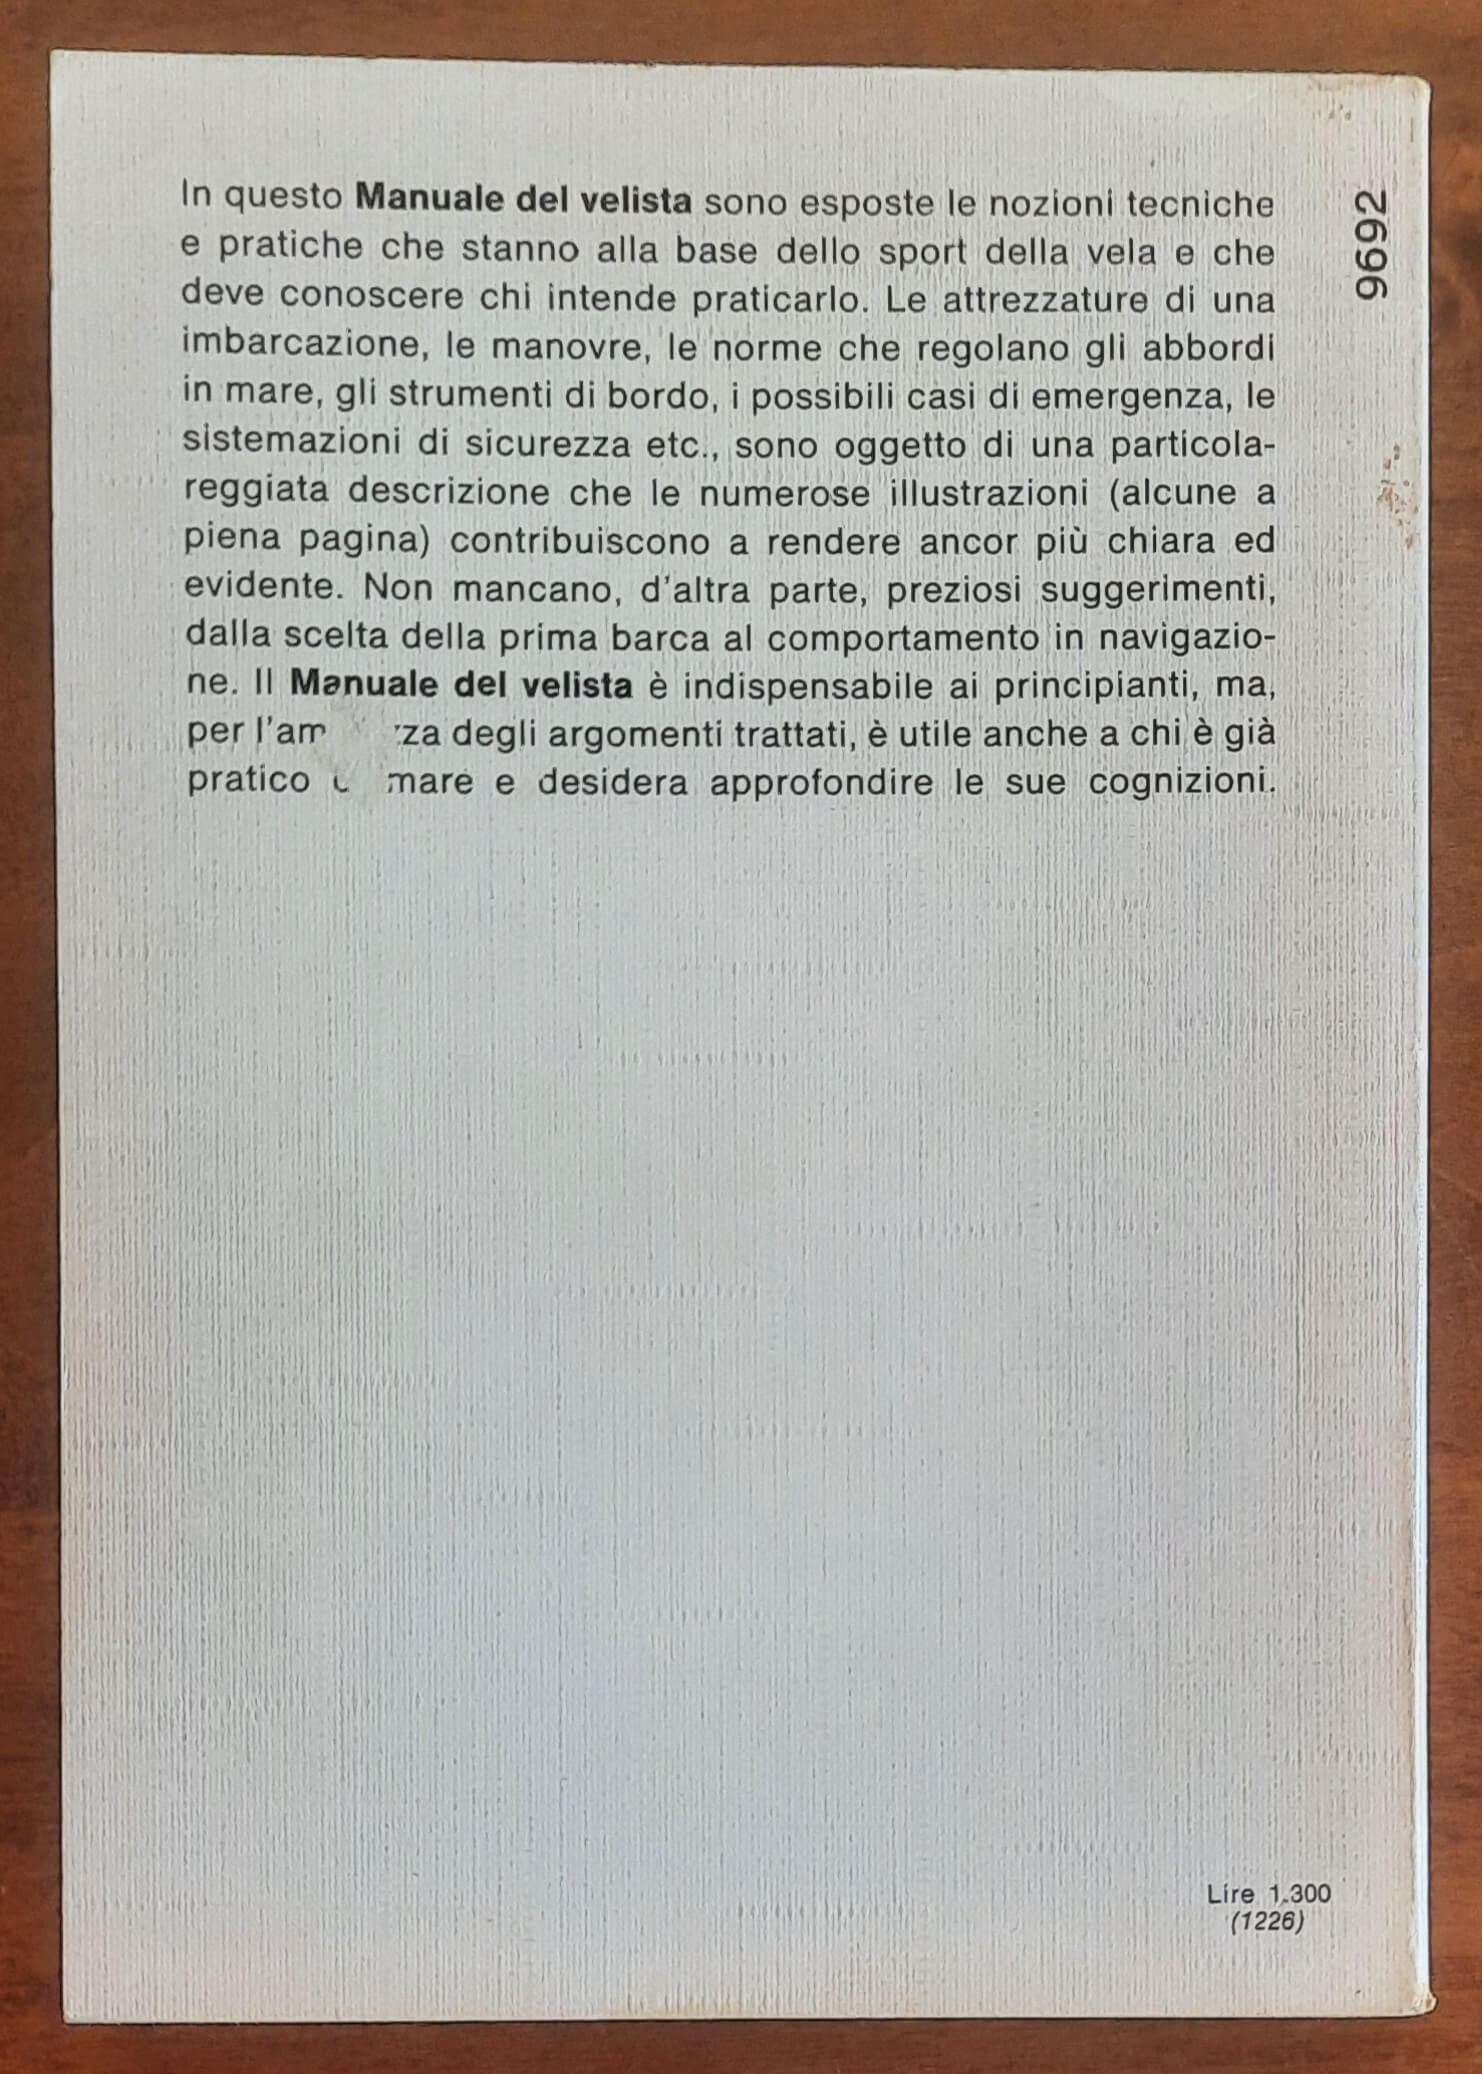 In questo Manuale del velista sono esposte le nozioni tecniche
e pratiche che stanno alla base dello sport della vela e che
deve conoscere chi intende praticarlo. Le attrezzature di una
imbarcazione, le manovre, le norme che regolano gli abbordi
in mare, gli strumenti di bordo, i possibili casi di emergenza, le
sistemazioni di sicurezza etc., sono oggetto di una particola-
reggiata descrizione che le numerose illustrazioni (alcune a
piena pagina) contribuiscono a rendere ancor più chiara ed
evidente. Non mancano, d'altra parte, preziosi suggerimenti,
dalla scelta della prima barca al comportamento in navigazio-
ne. Il Manuale del velista è indispensabile ai principianti, ma,
per degli argomenti trattati, è utile anche a chi è già
pratico mare e desidera approfondire le sue cognizioni.
9692
Lire 1.300
(1226)